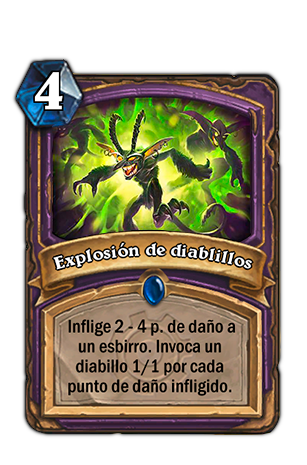 4
Explosión de diablillos
Inflige 2 - 4 p. de daño a
un esbirro. Invoca un
diabillo 1/1 por cada
punto de daño infligido.